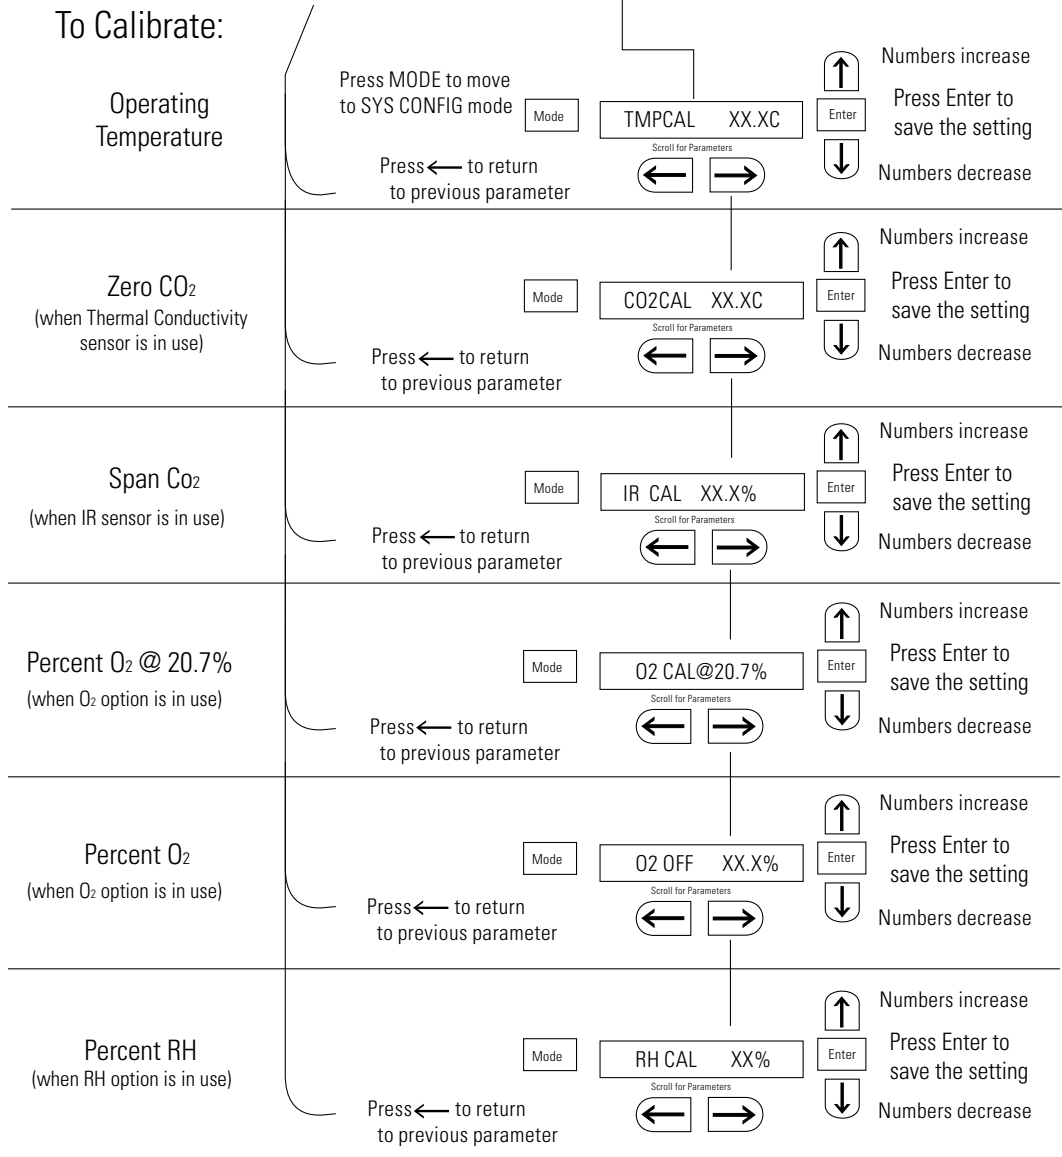 To Calibrate:
Operating
Temperature
Press MODE to move
to SYS CONFIG mode
Mode
TMPCAL XX.XC
Scroll for Parameters
Press ← to return
to previous parameter
Numbers increase
Enter
Press Enter to
save the setting
Numbers decrease
Zero CO2
(when Thermal Conductivity
sensor is in use)
Mode
CO2CAL XX.XC
Scroll for Parameters
Press ← to return
to previous parameter
Numbers increase
Enter
Press Enter to
save the setting
Numbers decrease
Span Co2
(when IR sensor is in use)
Mode
IR CAL XX.X%
Scroll for Parameters
Press ← to return
to previous parameter
Numbers increase
Enter
Press Enter to
save the setting
Numbers decrease
Percent O2 @ 20.7%
(when O2 option is in use)
Mode
O2 CAL@20.7%
Scroll for Parameters
Press ← to return
to previous parameter
Numbers increase
Enter
Press Enter to
save the setting
Numbers decrease
Percent O2
(when O2 option is in use)
Mode
O2 OFF XX.X%
Scroll for Parameters
Press ← to return
to previous parameter
Numbers increase
Enter
Press Enter to
save the setting
Numbers decrease
Percent RH
(when RH option is in use)
Mode
RH CAL XX%
Scroll for Parameters
Press ← to return
to previous parameter
Numbers increase
Enter
Press Enter to
save the setting
Numbers decrease